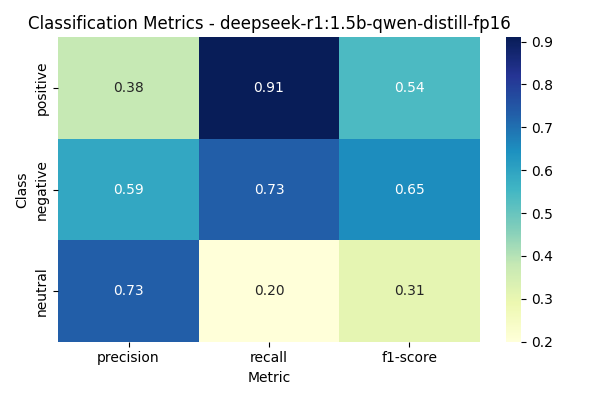 Classification Metrics - deepseek-r1:1.5b-qwen-distill-fp16
positive 0.38 0.91 0.54
negative 0.59 0.73 0.65
neutral 0.73 0.20 0.31
Class
precision recall f1-score
Metric
0.9
0.8
0.7
0.6
0.5
0.4
0.3
0.2